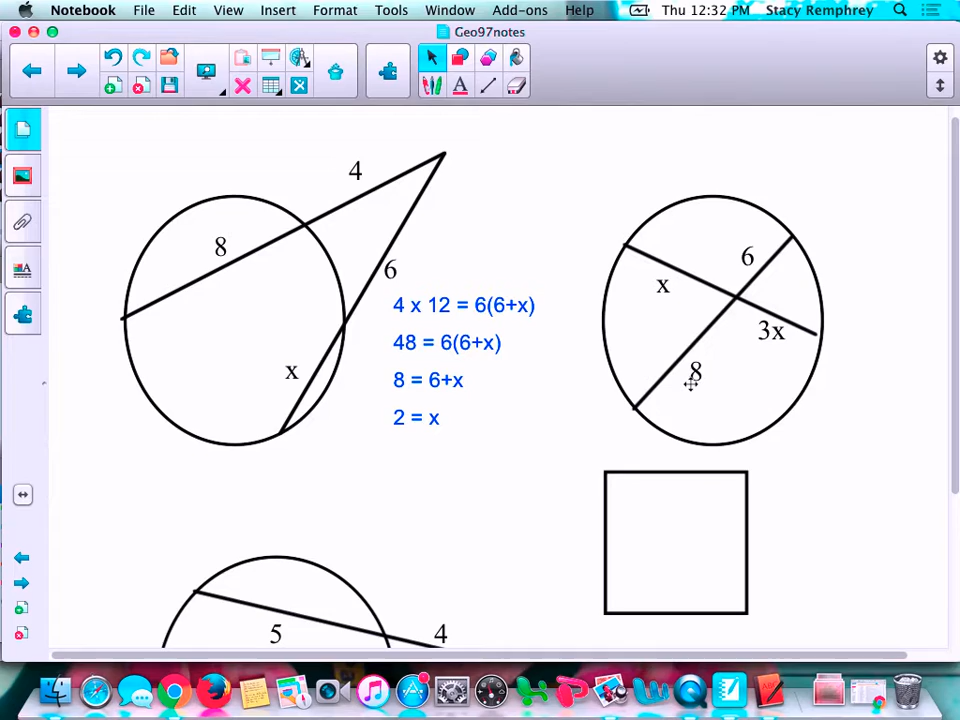 Notebook File Edit View Insert Format Tools Window Add-ons Help Thu 12:32 PM Stacy Remphrey
Geo97notes
4
8
6
x
4 x 12 = 6(6+x)
48 = 6(6+x)
8 = 6+x
2 = x
6
x
3x
8
5
4